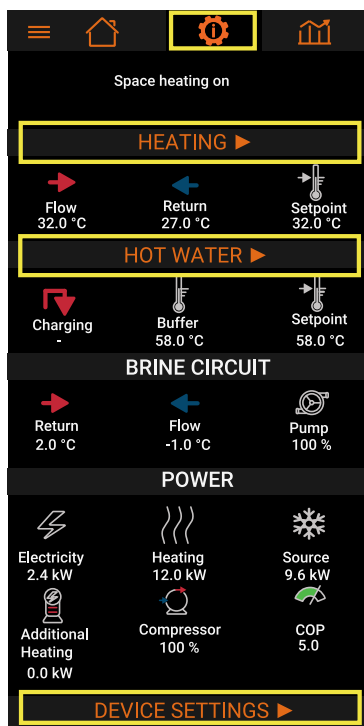 Space heating on
HEATING ►
Flow Return Setpoint
32.0 °C 27.0 °C 32.0 °C
HOT WATER ►
Charging Buffer Setpoint
- 58.0 °C 58.0 °C
BRINE CIRCUIT
Return Flow Pump
2.0 °C -1.0 °C 100 %
POWER
Electricity Heating Source
2.4 kW 12.0 kW 9.6 kW
Additional Heating Compressor COP
0.0 kW 100 % 5.0
DEVICE SETTINGS ►